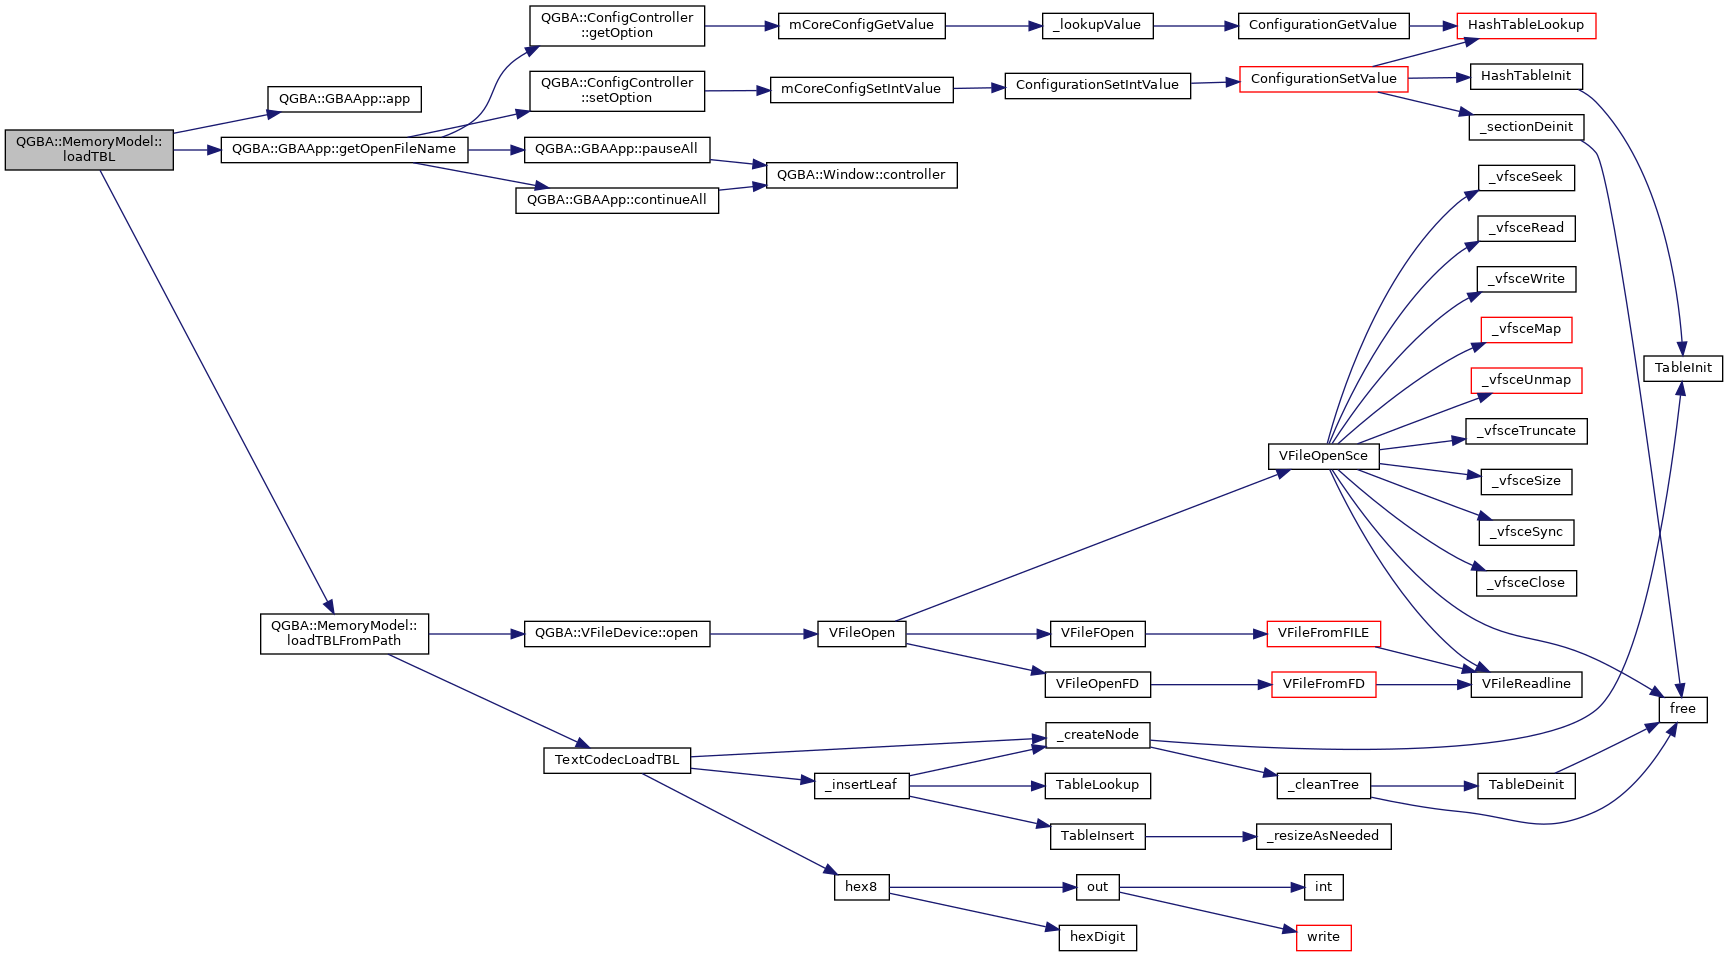 QGBA::MemoryModel::
loadTBL
QGBA::GBAApp::app
QGBA::GBAApp::getOpenFileName
QGBA::ConfigController
::getOption
mCoreConfigGetValue
_lookupValue
ConfigurationGetValue
HashTableLookup
QGBA::ConfigController
::setOption
mCoreConfigSetIntValue
ConfigurationSetIntValue
ConfigurationSetValue
HashTableInit
_sectionDeinit
QGBA::GBAApp::pauseAll
QGBA::GBAApp::continueAll
QGBA::Window::controller
_vfsceSeek
_vfsceRead
_vfsceWrite
_vfsceMap
_vfsceUnmap
_vfsceTruncate
_vfsceSize
_vfsceSync
_vfsceClose
TableInit
VFileOpenSce
QGBA::MemoryModel::
loadTBLFromPath
QGBA::VFileDevice::open
VFileOpen
VFileFOpen
VFileFromFILE
VFileOpenFD
VFileFromFD
VFileReadline
free
TextCodecLoadTBL
_createNode
_insertLeaf
TableLookup
_cleanTree
TableDeinit
TableInsert
_resizeAsNeeded
hex8
out
int
hexDigit
write